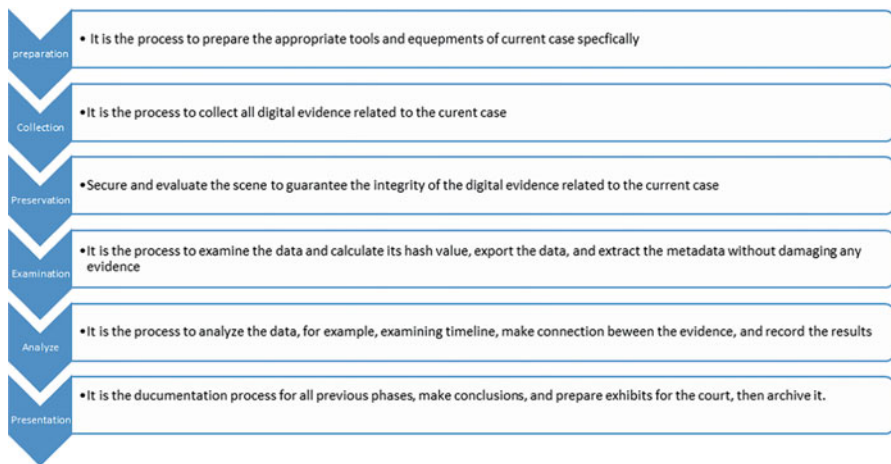 preparation
• It is the process to prepare the appropriate tools and equepments of current case specfically
Collection
•It is the process to collect all digital evidence related to the curent case
Preservation
•Secure and evaluate the scene to guarantee the integrity of the digital evidence related to the current case
Examination
•It is the process to examine the data and calculate its hash value, export the data, and extract the metadata without damaging any
evidence
Analyze
•It is the process to analyze the data, for example, examining timeline, make connection beween the evidence, and record the results
Presentation
•It is the ducumentation process for all previous phases, make conclusions, and prepare exhibits for the court, then archive it.